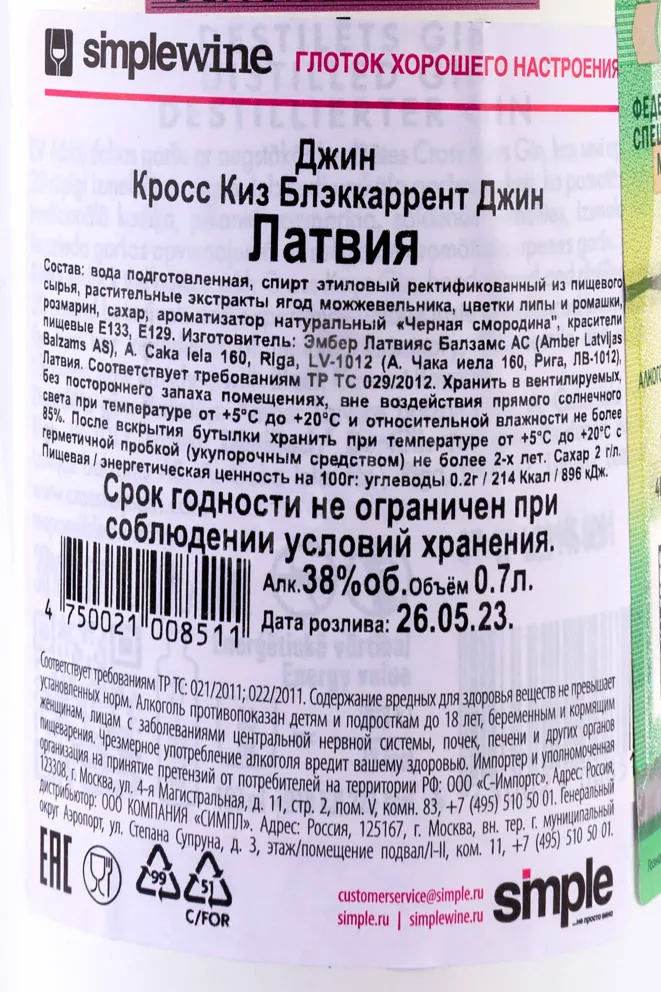 simplewine ГЛОТОК ХОРОШЕГО НАСТРОЕНИЯ
DESTILĒTS GIN
DISTILLED GIN
DESTILLIERTER GIN
Джин
Кросс Киз Блэккаррент Джин
Латвия
Состав: вода подготовленная, спирт этиловый ректификованный из пищевого
сырья, растительные экстракты ягод можжевельника, цветки липы и ромашки,
розмарин, сахар, ароматизатор натуральный «Черная смородина», красители
пищевые Е133, Е129. Изготовитель: Эмбер Латвияс Балзамс АС (Amber Latvijas
Balzams AS), A. Caka Iela 160, Riga, LV-1012 (А. Чака иела 160, Рига, ЛВ-1012),
Латвия. Соответствует требованиям ТР ТС 029/2012. Хранить в вентилируемых,
без постороннего запаха помещениях, вне воздействия прямого солнечного
света при температуре от +5°С до +20°С и относительной влажности не более
85%. После вскрытия бутылки хранить при температуре от +5°С до +20°С с
герметичной пробкой (укупорочным средством) не более 2-х лет. Сахар 2 г/л.
Пищевая / энергетическая ценность на 100г: углеводы 0.2г / 214 Ккал / 896 кДж.
Срок годности не ограничен при
соблюдении условий хранения.
Алк.38%об.Объём 0.7л.
Дата розлива: 26.05.23.
4 750021 008511
Energy value
Соответствует требованиям ТР ТС: 021/2011; 022/2011. Содержание вредных для здоровья веществ не превышает
установленных норм. Алкоголь противопоказан детям и подросткам до 18 лет, беременным и кормящим
женщинам, лицам с заболеваниями центральной нервной системы, почек, печени и других органов
пищеварения. Чрезмерное употребление алкоголя вредит вашему здоровью. Импортер и уполномоченная
организация на принятие претензий от потребителей на территории РФ: ООО «С-Импортс». Адрес: Россия,
123308, г. Москва, ул. 4-я Магистральная, д. 11, стр. 2, пом. V, комн. 83, +7 (495) 510 50 01. Генеральный
дистрибьютор: ООО КОМПАНИЯ «СИМПЛ». Адрес: Россия, 125167, г. Москва, вн. тер. г. муниципальный
округ Аэропорт, ул. Степана Супруна, д. 3, этаж/помещение подвал/I-II, ком. 11, +7 (495) 510 50 01.
EAC
99
51
C/FOR
customerservice@simple.ru
simple.ru | simplewine.ru
simple
...не просто вино